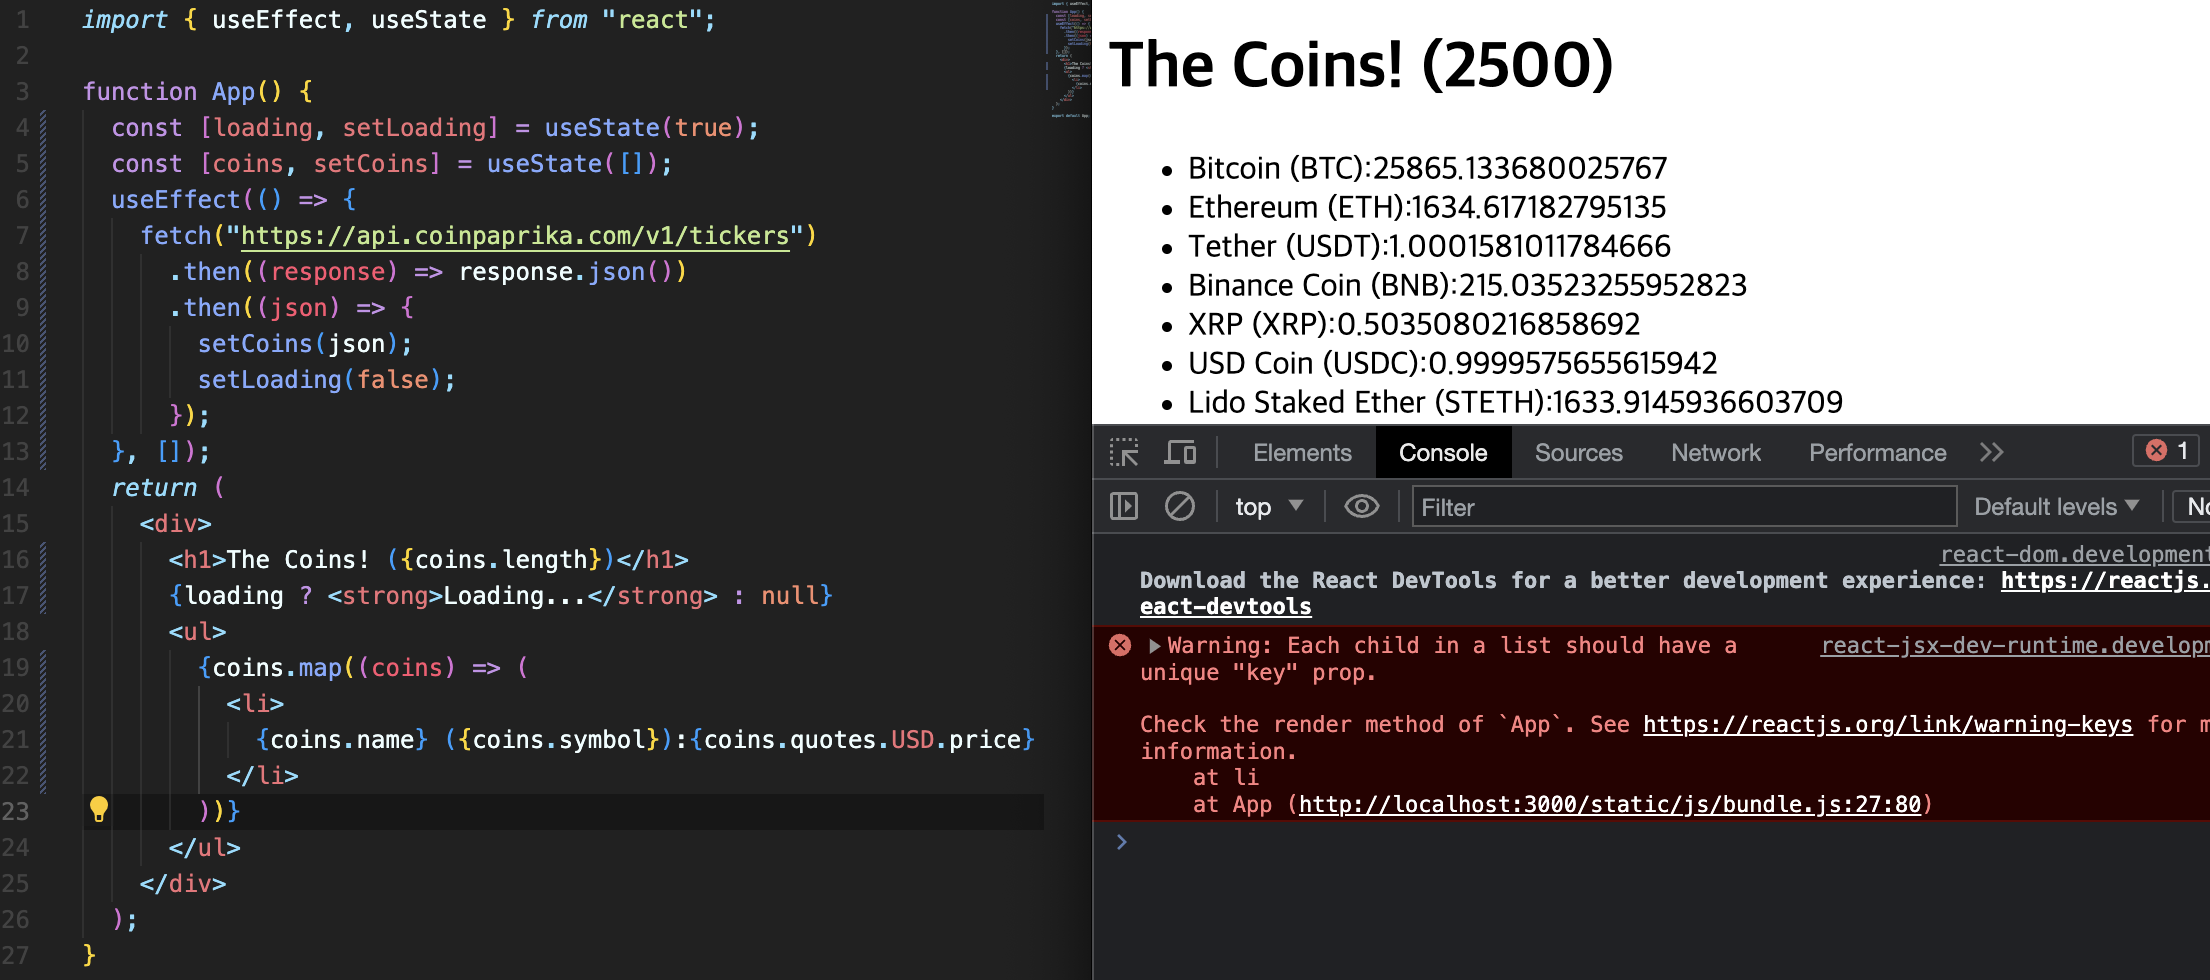 1 import { useEffect, useState } from "react";
2
3 function App() {
4 const [loading, setLoading] = useState(true);
5 const [coins, setCoins] = useState([]);
6 useEffect(() => {
7 fetch("https://api.coinpaprika.com/v1/tickers")
8 .then((response) => response.json())
9 .then((json) => {
10 setCoins(json);
11 setLoading(false);
12 });
13 }, []);
14 return (
15 <div>
16 <h1>The Coins! ({coins.length})</h1>
17 {loading ? <strong>Loading...</strong> : null}
18 <ul>
19 {coins.map((coins) => (
20 <li>
21 {coins.name} ({coins.symbol}):{coins.quotes.USD.price}
22 </li>
23 ))}
24 </ul>
25 </div>
26 );
27 }
The Coins! (2500)
• Bitcoin (BTC):25865.133680025767
• Ethereum (ETH):1634.617182795135
• Tether (USDT):1.0001581011784666
• Binance Coin (BNB):215.03523255952823
• XRP (XRP):0.5035080216858692
• USD Coin (USDC):0.9999575655615942
• Lido Staked Ether (STETH):1633.9145936603709
Elements Console Sources Network Performance 1
top Filter Default levels No
react-dom.development
Download the React DevTools for a better development experience: https://reactjs.
eact-devtools
Warning: Each child in a list should have a react-jsx-dev-runtime.developm
unique "key" prop.
Check the render method of `App`. See https://reactjs.org/link/warning-keys for m
information.
at li
at App (http://localhost:3000/static/js/bundle.js:27:80)